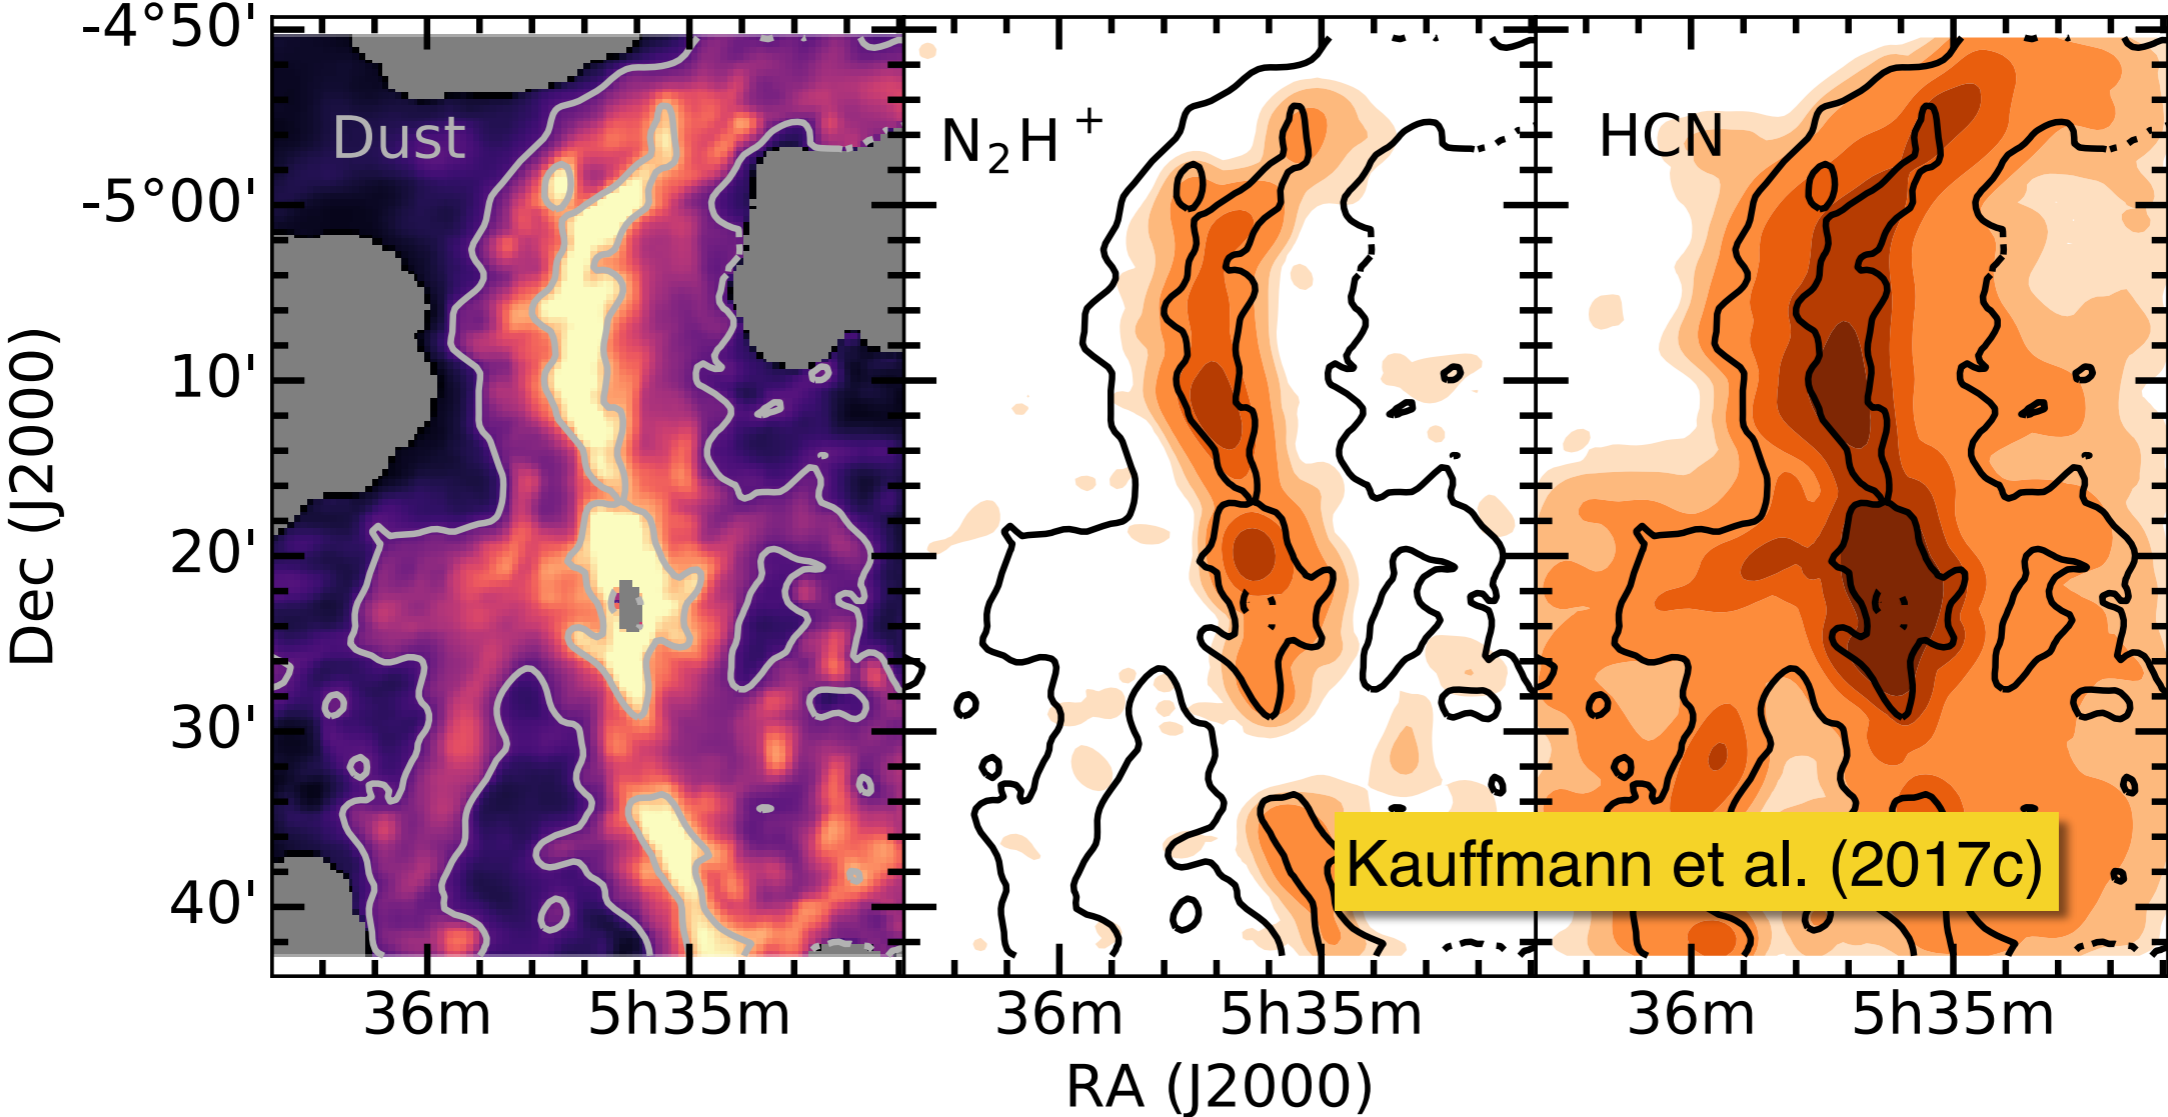 -4°50'
-5°00'
10'
20'
30'
40'
Dec (J2000)
Dust
N₂H⁺
HCN
Kauffmann et al. (2017c)
36m 5h35m 36m 5h35m 36m 5h35m
RA (J2000)